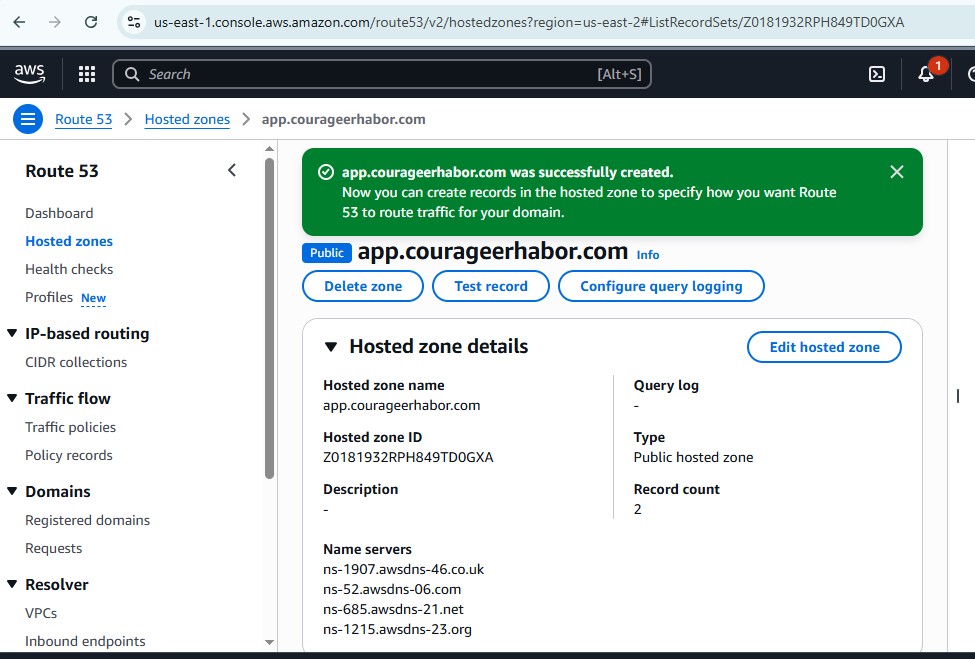 us-east-1.console.aws.amazon.com/route53/v2/hostedzones?region=us-east-2#ListRecordSets/Z0181932RPH849TD0GXA
aws
Search
[Alt+S]
1
Route 53
Hosted zones
app.courageerhabor.com
Route 53
Dashboard
Hosted zones
Health checks
Profiles New
IP-based routing
CIDR collections
Traffic flow
Traffic policies
Policy records
Domains
Registered domains
Requests
Resolver
VPCs
Inbound endpoints
app.courageerhabor.com was successfully created.
Now you can create records in the hosted zone to specify how you want Route
53 to route traffic for your domain.
Public app.courageerhabor.com Info
Delete zone
Test record
Configure query logging
Hosted zone details
Edit hosted zone
Hosted zone name
app.courageerhabor.com
Hosted zone ID
Z0181932RPH849TD0GXA
Description
-
Query log
-
Type
Public hosted zone
Record count
2
Name servers
ns-1907.awsdns-46.co.uk
ns-52.awsdns-06.com
ns-685.awsdns-21.net
ns-1215.awsdns-23.org